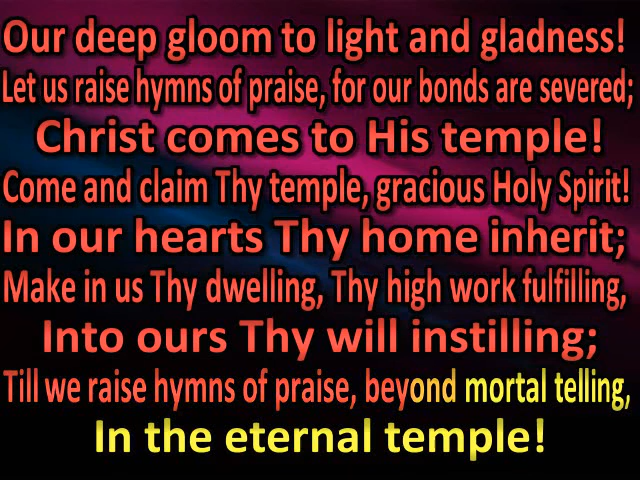 Our deep gloom to light and gladness!
Let us raise hymns of praise, for our bonds are severed;
Christ comes to His temple!
Come and claim Thy temple, gracious Holy Spirit!
In our hearts Thy home inherit;
Make in us Thy dwelling, Thy high work fulfilling,
Into ours Thy will instilling;
Till we raise hymns of praise, beyond mortal telling,
In the eternal temple!